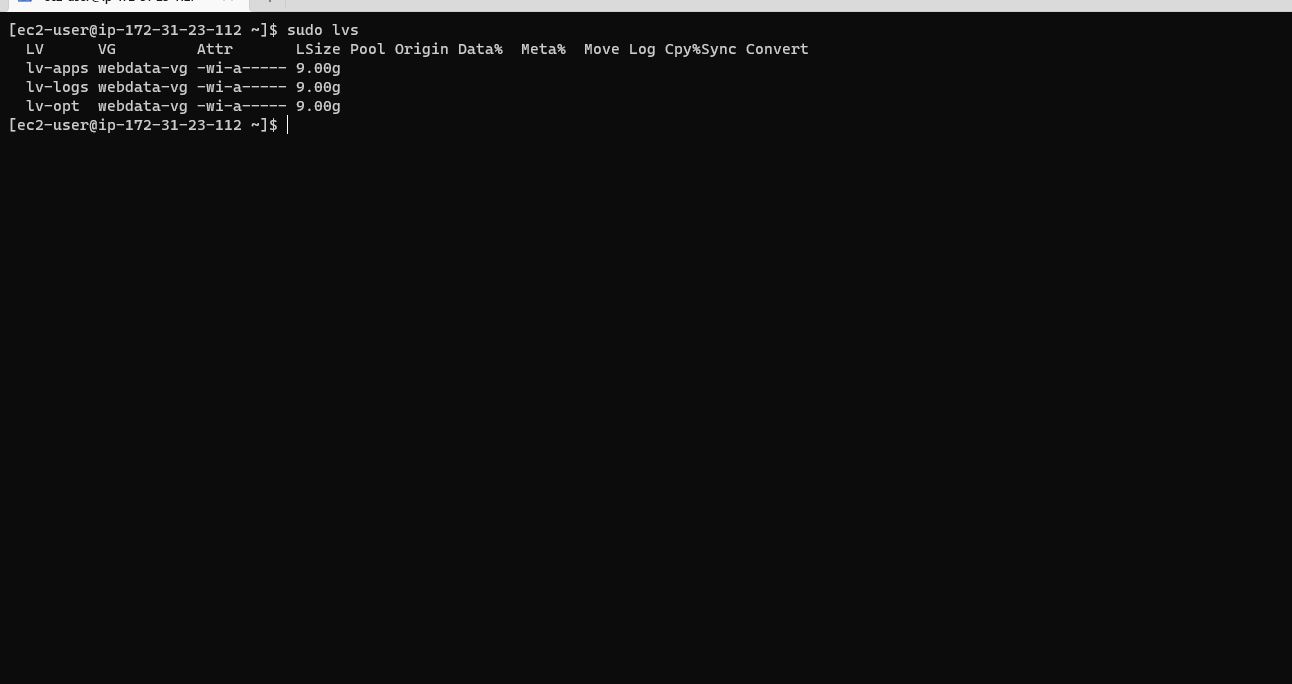 [ec2-user@ip-172-31-23-112 ~]$ sudo lvs
  LV      VG         Attr       LSize Pool Origin Data%  Meta%  Move Log Cpy%Sync Convert
  lv-apps webdata-vg -wi-a----- 9.00g
  lv-logs webdata-vg -wi-a----- 9.00g
  lv-opt  webdata-vg -wi-a----- 9.00g
[ec2-user@ip-172-31-23-112 ~]$